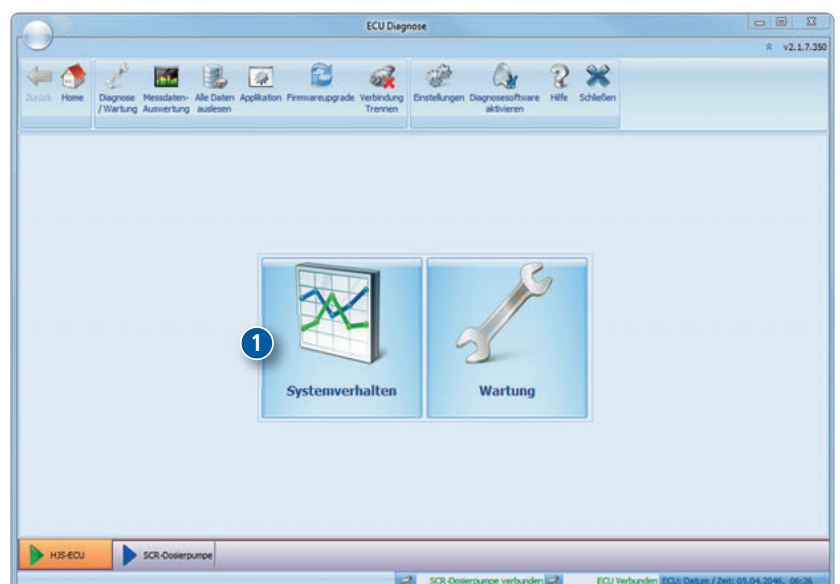 ECU Diagnose
v2.1.7.350
Zurück Home Diagnose Messdaten- Alle Daten Applikation Firmwareupgrade Verbindung Einstellungen Diagnosesoftware Hilfe Schließen
/ Wartung Auswertung auslesen Trennen aktivieren
1
Systemverhalten Wartung
HJS-ECU SCR-Dosierpumpe
SCR-Dosierpumpe verbunden ECU Verbunden ECU: Datum / Zeit: 05.04.2046, 06:26